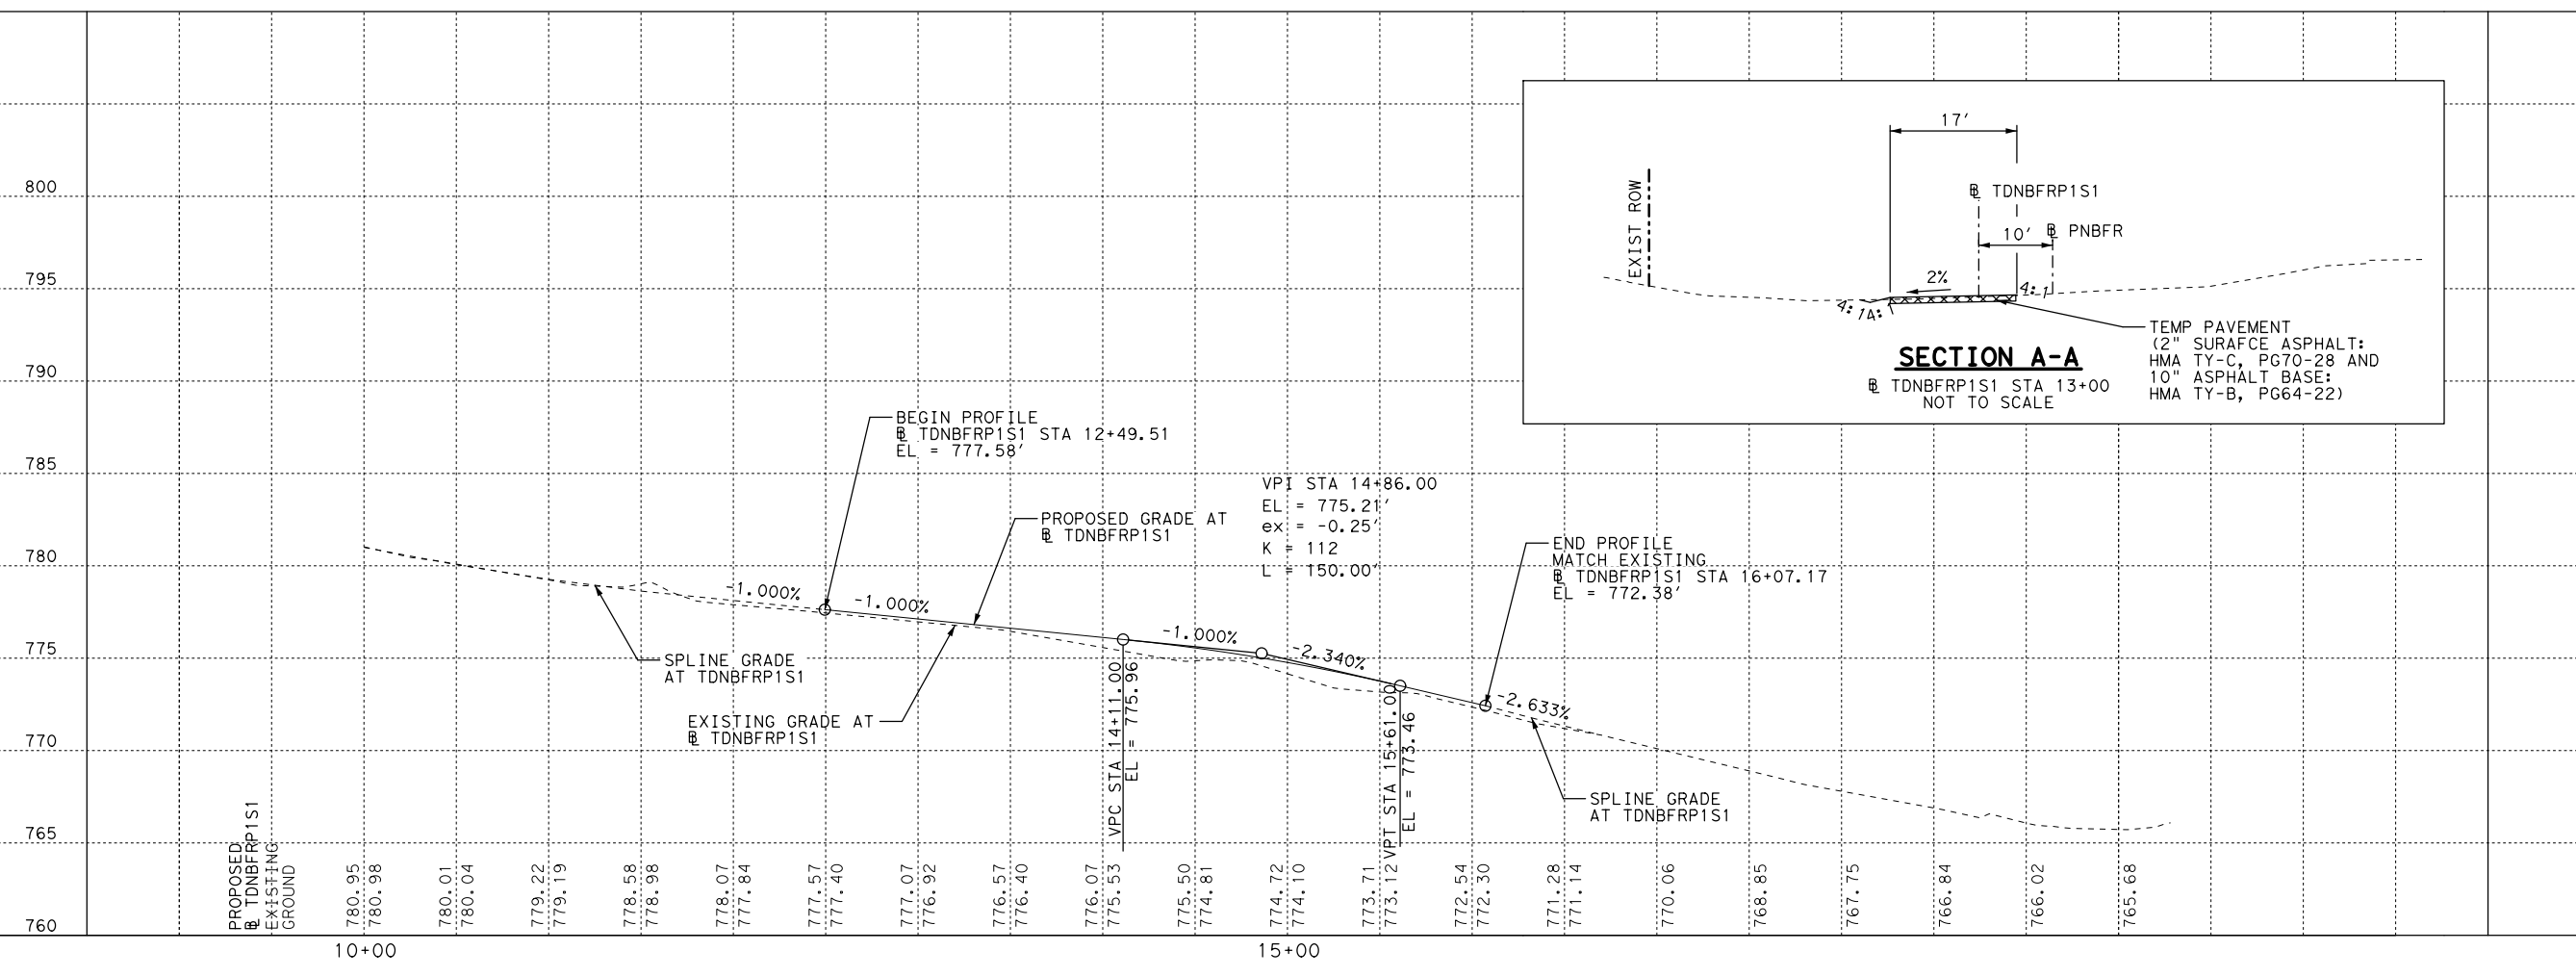 800
795
790
785
780
775
770
765
760
17'
EXIST ROW
℄ TDNBFRP1S1
10'
℄ PNBFR
2%
4:1
4:1
4:1
TEMP PAVEMENT
(2" SURAFCE ASPHALT:
HMA TY-C, PG70-28 AND
10" ASPHALT BASE:
HMA TY-B, PG64-22)
SECTION A-A
℄ TDNBFRP1S1 STA 13+00
NOT TO SCALE
BEGIN PROFILE
℄ TDNBFRP1S1 STA 12+49.51
EL = 777.58'
PROPOSED GRADE AT
℄ TDNBFRP1S1
VPI STA 14+86.00
EL = 775.21'
ex = -0.25'
K = 112
L = 150.00'
END PROFILE
MATCH EXISTING
℄ TDNBFRP1S1 STA 16+07.17
EL = 772.38'
-1.000%
-1.000%
-1.000%
-2.340%
-2.633%
SPLINE GRADE
AT TDNBFRP1S1
EXISTING GRADE AT
℄ TDNBFRP1S1
VPC STA 14+11.00
EL = 775.96
VPT STA 15+61.00
EL = 773.46
SPLINE GRADE
AT TDNBFRP1S1
PROPOSED
℄ TDNBFRP1S1
EXISTING
GROUND
780.95
780.98
780.01
780.04
779.22
779.19
778.58
778.98
778.07
777.84
777.57
777.40
777.07
776.92
776.57
776.40
776.07
775.53
775.50
774.81
774.72
774.10
773.71
773.12
772.54
772.30
771.28
771.14
770.06
768.85
767.75
766.84
766.02
765.68
10+00
15+00